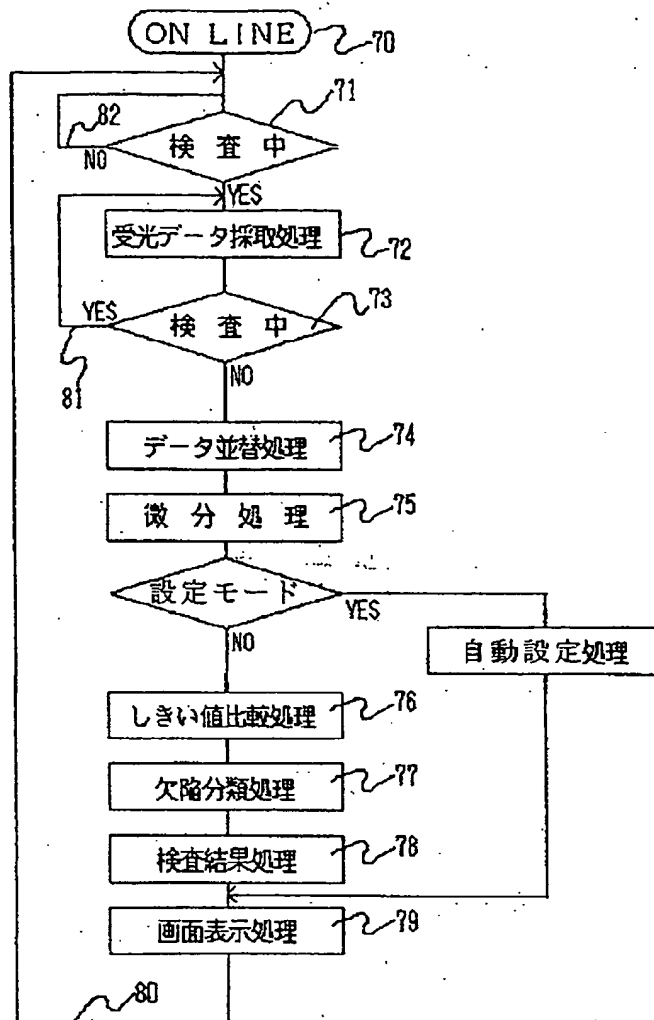 ON LINE 70
71
82
検査中
NO
YES
受光データ採取処理 72
73
YES
検査中
81
NO
データ並替処理 74
微分処理 75
設定モード
YES
NO
自動設定処理
しきい値比較処理 76
欠陥分類処理 77
検査結果処理 78
画面表示処理 79
80